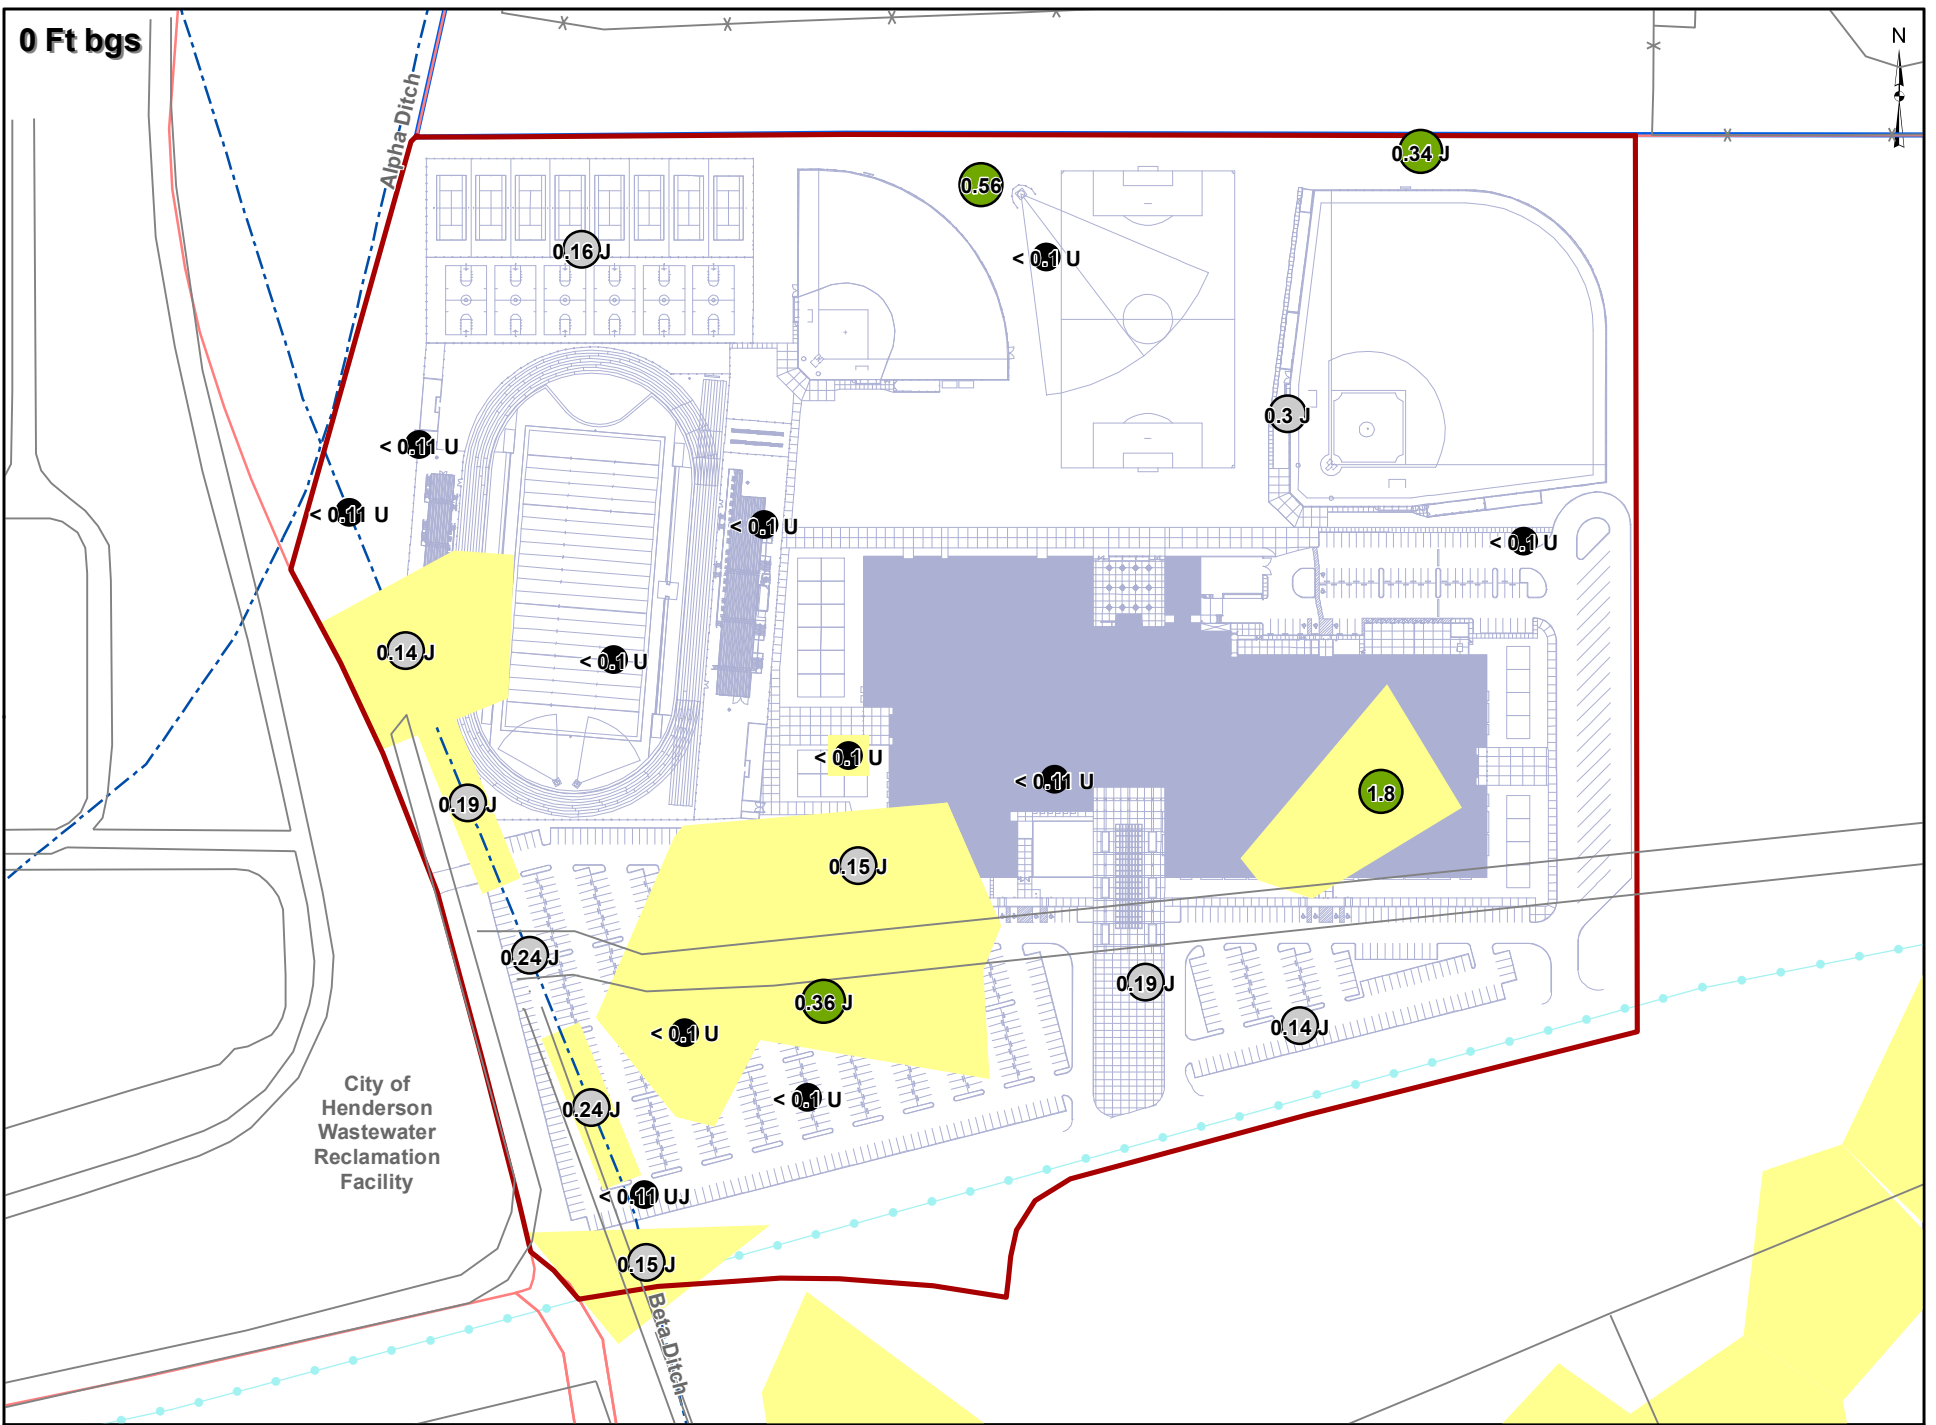 0 Ft bgs
N
Alpha Ditch
0.34 J
0.56
0.16 J
< 0.1 U
0.3 J
< 0.11 U
< 0.11 U
< 0.1 U
< 0.1 U
0.14 J
< 0.1 U
< 0.1 U
< 0.11 U
1.8
0.19 J
0.15 J
0.24 J
0.19 J
0.36 J
< 0.1 U
0.14 J
City of
Henderson
Wastewater
Reclamation
Facility
0.24 J
< 0.1 U
< 0.11 UJ
0.15 J
Beta Ditch